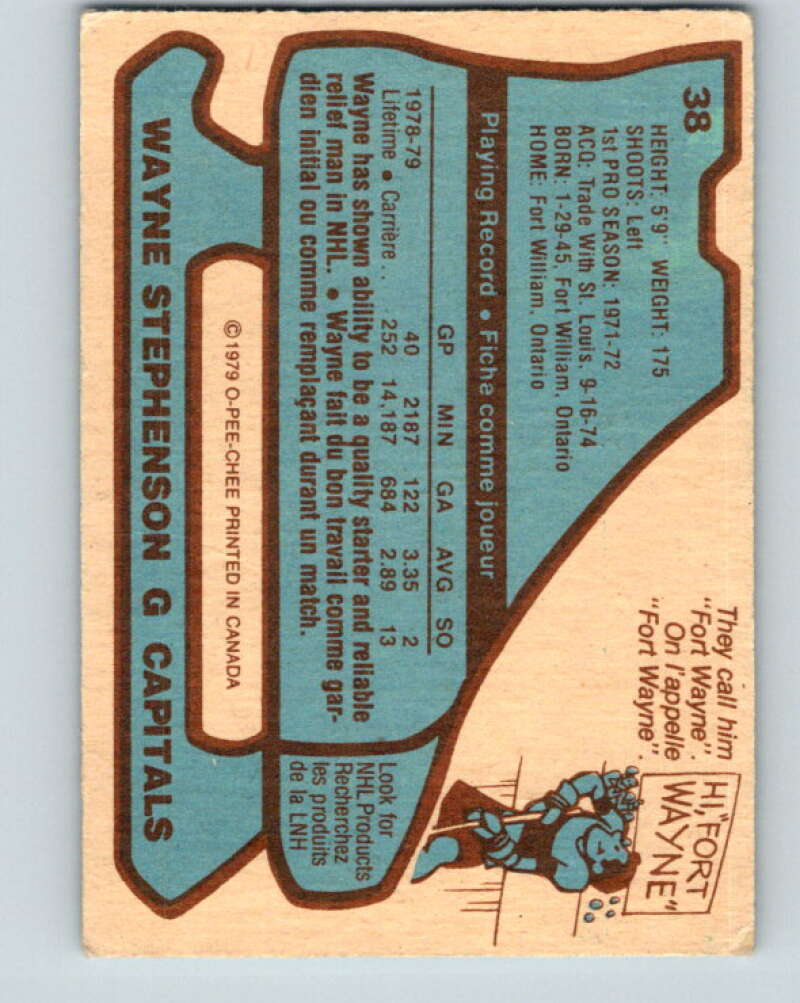 38
HEIGHT: 5'9" WEIGHT: 175
SHOOTS: Left
1st PRO SEASON: 1971-72
ACQ: Trade With St. Louis, 9-16-74
BORN: 1-29-45, Fort William, Ontario
HOME: Fort William, Ontario
They call him
"Fort Wayne".
On l'appelle
"Fort Wayne".
HI, "FORT
WAYNE"
Playing Record • Fiche comme joueur
GP MIN GA AVG SO
1978-79 40 2187 122 3.35 2
Lifetime • Carrière . . 252 14,187 684 2.89 13
Wayne has shown ability to be a quality starter and reliable
relief man in NHL. • Wayne fait du bon travail comme gar-
dien initial ou comme remplaçant durant un match.
Look for
NHL Products
Recherchez
les produits
de la LNH
© 1979 O-PEE-CHEE PRINTED IN CANADA
WAYNE STEPHENSON G CAPITALS